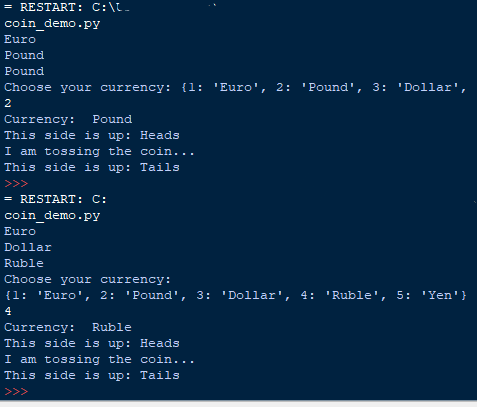 = RESTART: C:\
coin_demo.py
Euro
Pound
Pound
Choose your currency: {1: 'Euro', 2: 'Pound', 3: 'Dollar',
2
Currency:  Pound
This side is up: Heads
I am tossing the coin...
This side is up: Tails
>>>
= RESTART: C:
coin_demo.py
Euro
Dollar
Ruble
Choose your currency:
{1: 'Euro', 2: 'Pound', 3: 'Dollar', 4: 'Ruble', 5: 'Yen'}
4
Currency:  Ruble
This side is up: Heads
I am tossing the coin...
This side is up: Tails
>>>